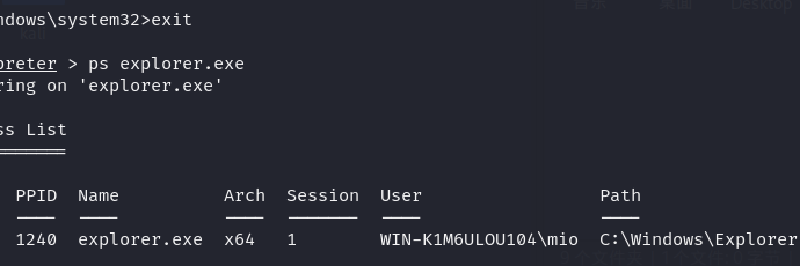 ndows\system32>exit
preter > ps explorer.exe
ring on 'explorer.exe'
ss List
PPID Name Arch Session User Path
1240 explorer.exe x64 1 WIN-K1M6ULOU104\mio C:\Windows\Explorer